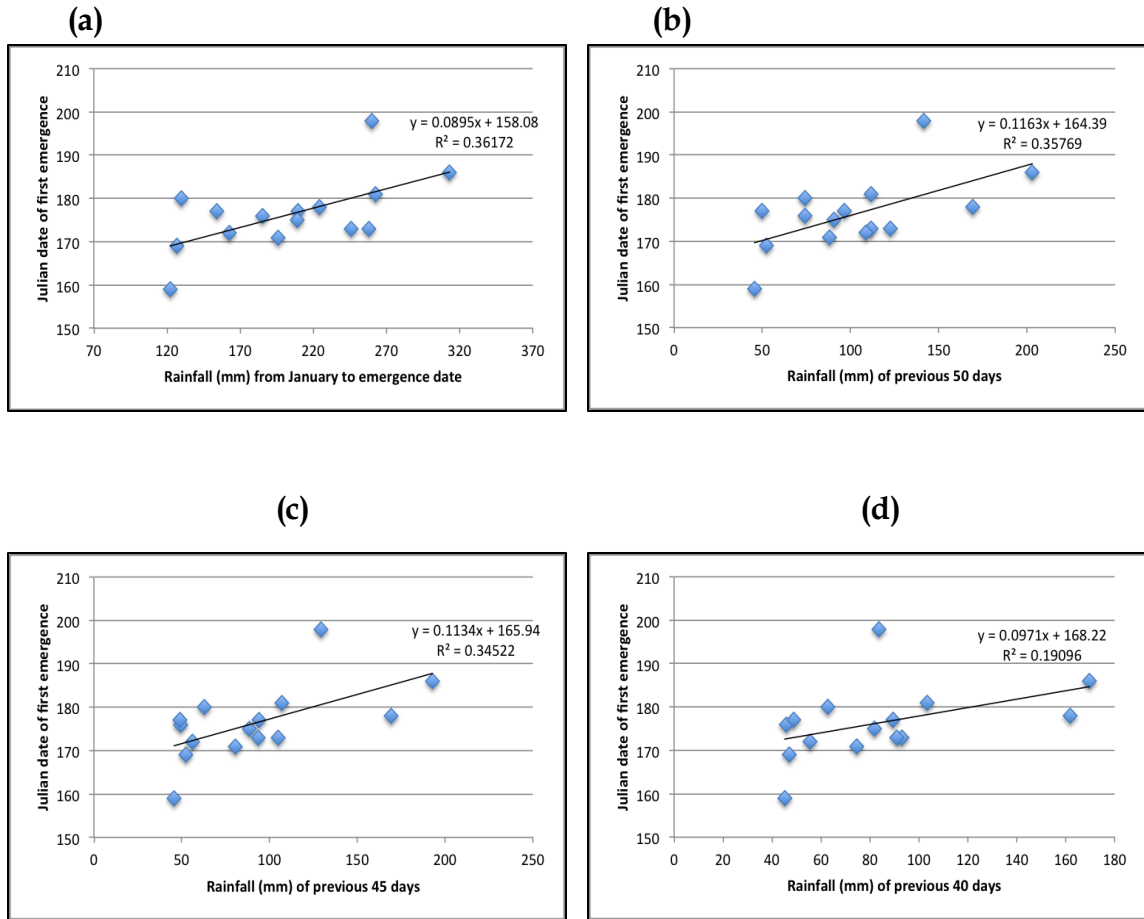 (a)
(b)
Julian date of first emergence
210
200
190
180
170
160
150
y = 0.0895x + 158.08
R² = 0.36172
70 120 170 220 270 320 370
Rainfall (mm) from January to emergence date
Julian date of first emergence
210
200
190
180
170
160
150
y = 0.1163x + 164.39
R² = 0.35769
0 50 100 150 200 250
Rainfall (mm) of previous 50 days
(c)
(d)
Julian date of first emergence
210
200
190
180
170
160
150
y = 0.1134x + 165.94
R² = 0.34522
0 50 100 150 200 250
Rainfall (mm) of previous 45 days
Julian date of first emergence
210
200
190
180
170
160
150
y = 0.0971x + 168.22
R² = 0.19096
0 20 40 60 80 100 120 140 160 180
Rainfall (mm) of previous 40 days